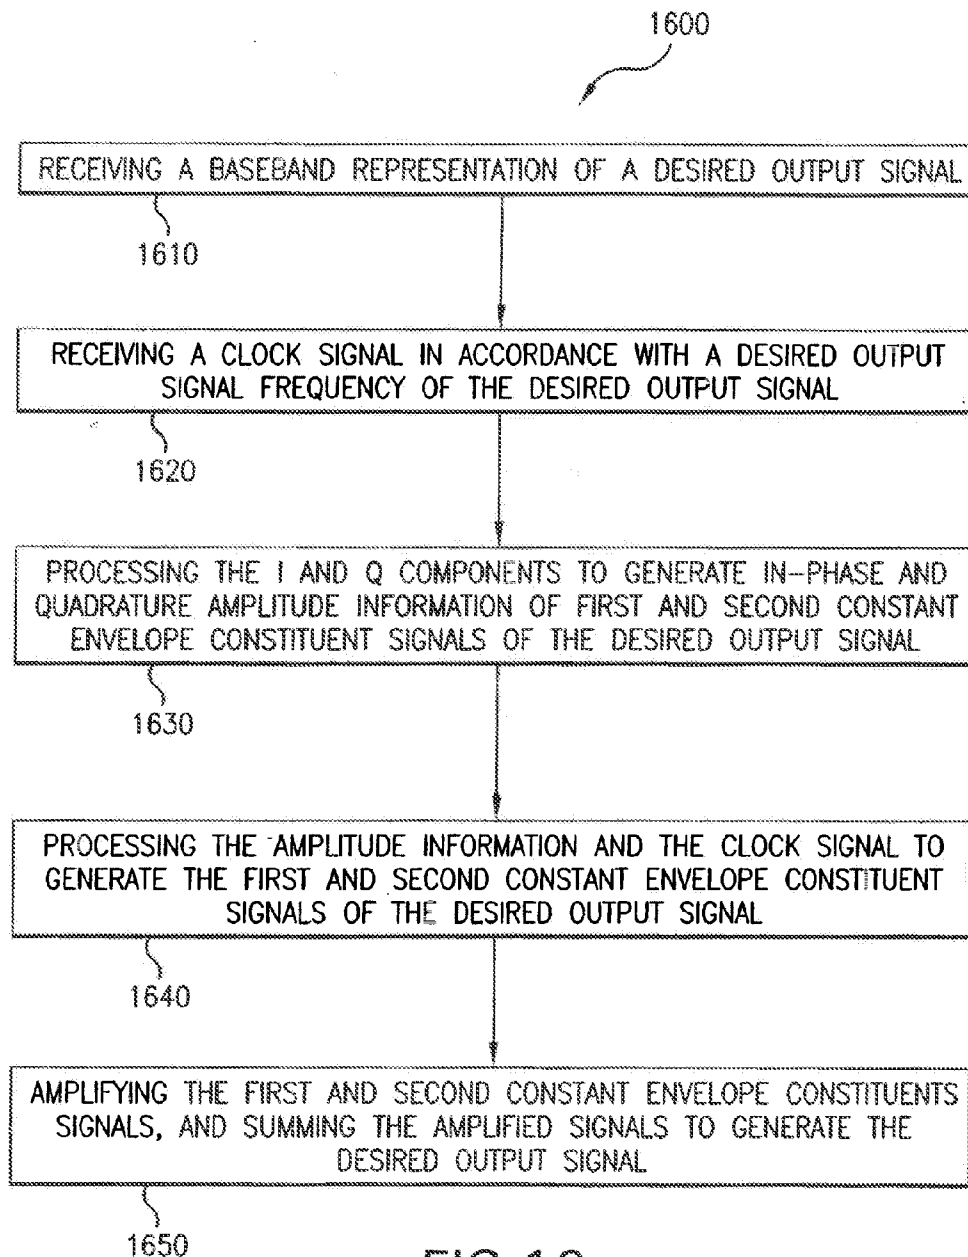 1600
RECEIVING A BASEBAND REPRESENTATION OF A DESIRED OUTPUT SIGNAL
1610
RECEIVING A CLOCK SIGNAL IN ACCORDANCE WITH A DESIRED OUTPUT
SIGNAL FREQUENCY OF THE DESIRED OUTPUT SIGNAL
1620
PROCESSING THE I AND Q COMPONENTS TO GENERATE IN-PHASE AND
QUADRATURE AMPLITUDE INFORMATION OF FIRST AND SECOND CONSTANT
ENVELOPE CONSTITUENT SIGNALS OF THE DESIRED OUTPUT SIGNAL
1630
PROCESSING THE AMPLITUDE INFORMATION AND THE CLOCK SIGNAL TO
GENERATE THE FIRST AND SECOND CONSTANT ENVELOPE CONSTITUENT
SIGNALS OF THE DESIRED OUTPUT SIGNAL
1640
AMPLIFYING THE FIRST AND SECOND CONSTANT ENVELOPE CONSTITUENTS
SIGNALS, AND SUMMING THE AMPLIFIED SIGNALS TO GENERATE THE
DESIRED OUTPUT SIGNAL
1650